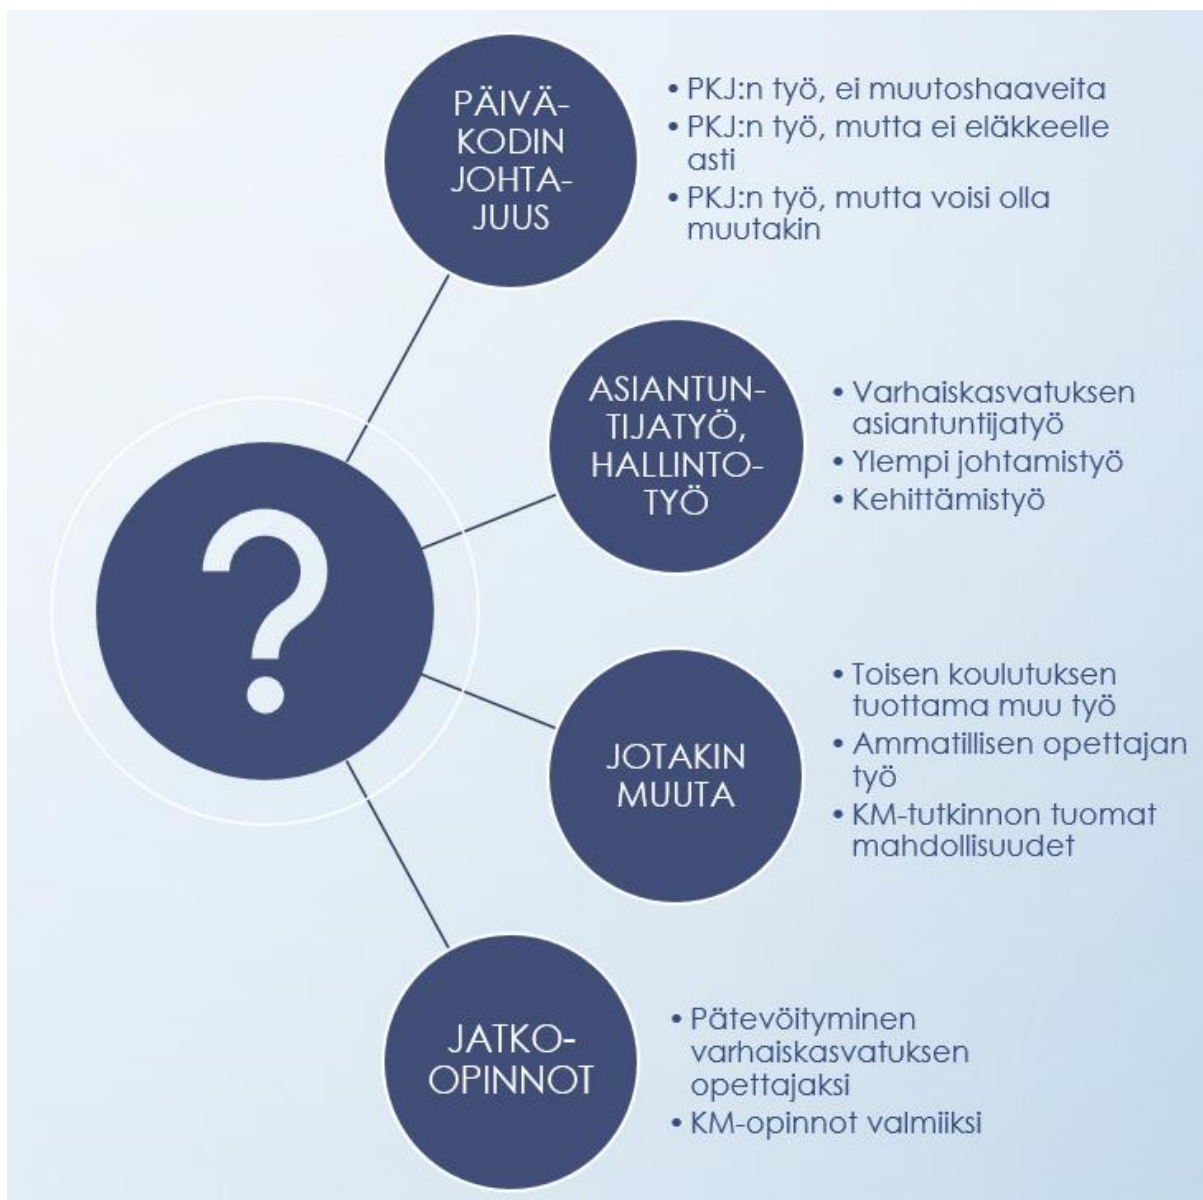 PÄIVÄ-
KODIN
JOHTA-
JUUS
• PKJ:n työ, ei muutoshaaveita
• PKJ:n työ, mutta ei eläkkeelle
asti
• PKJ:n työ, mutta voisi olla
muutakin
ASIANTUN-
TIJATYÖ,
HALLINTO-
TYÖ
• Varhaiskasvatuksen
asiantuntijatyö
• Ylempi johtamistyö
• Kehittämistyö
?
JOTAKIN
MUUTA
• Toisen koulutuksen
tuottama muu työ
• Ammatillisen opettajan
työ
• KM-tutkinnon tuomat
mahdollisuudet
JATKO-
OPINNOT
• Pätevöityminen
varhaiskasvatuksen
opettajaksi
• KM-opinnot valmiiksi